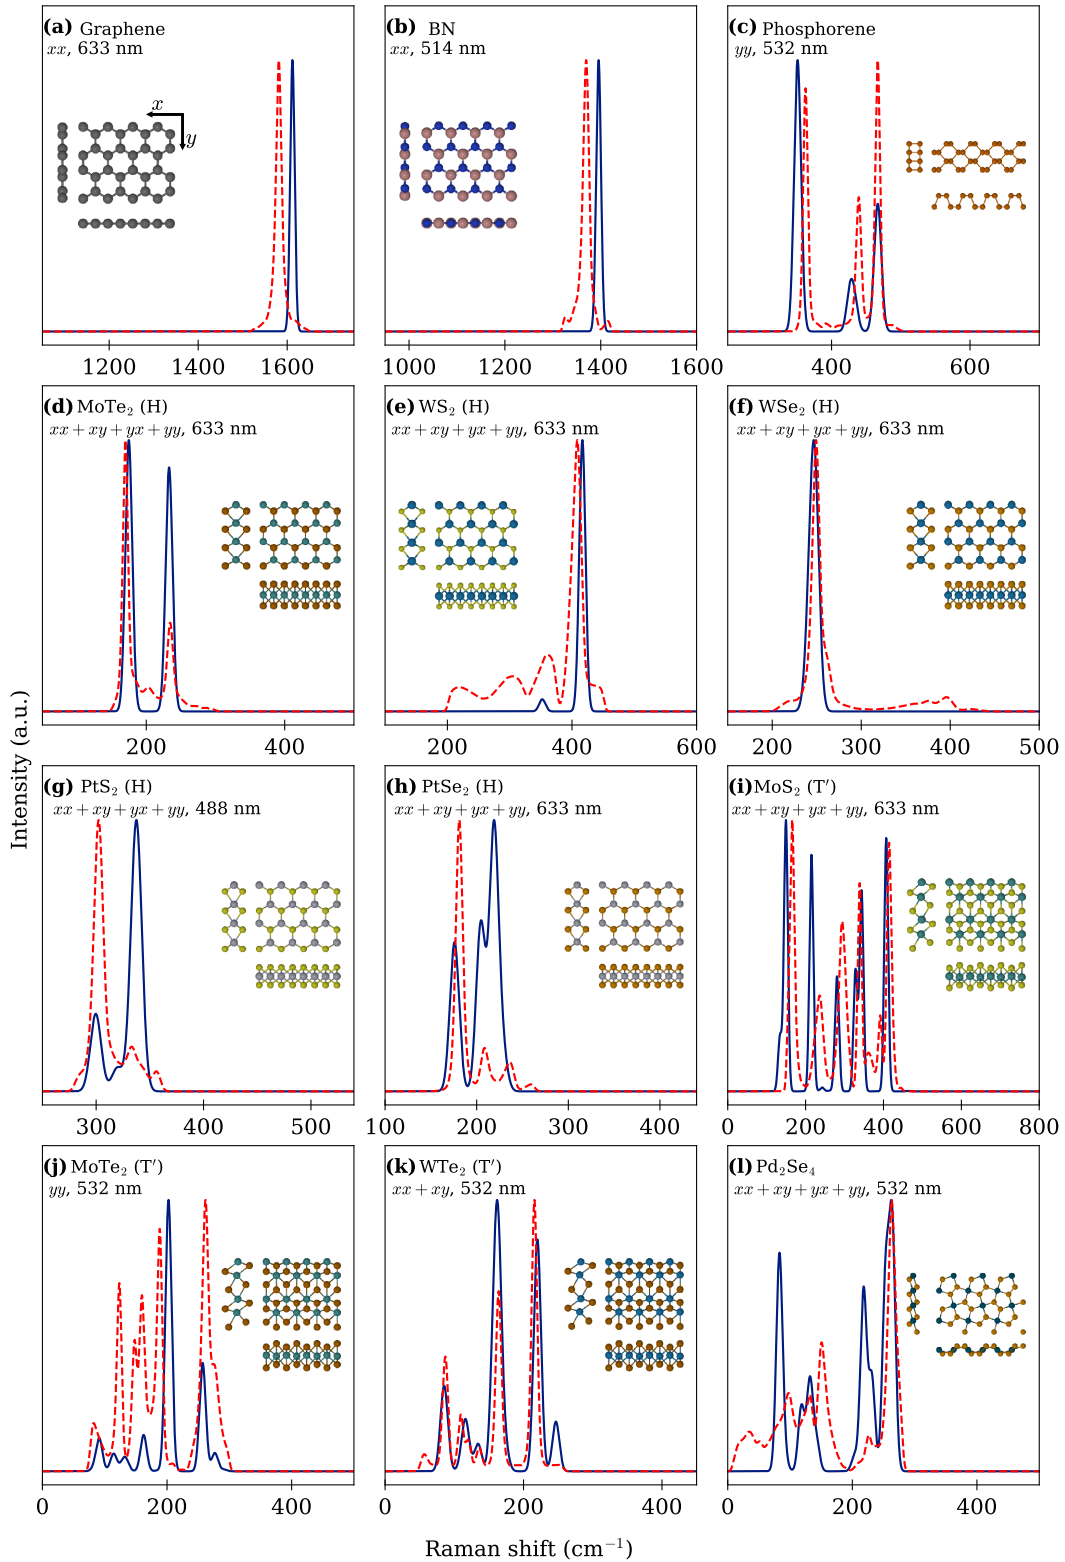 (a) Graphene
xx, 633 nm
x
y
1200 1400 1600
(b) BN
xx, 514 nm
1000 1200 1400 1600
(c) Phosphorene
yy, 532 nm
400 600
(d) MoTe₂ (H)
xx + xy + yx + yy, 633 nm
200 400
(e) WS₂ (H)
xx + xy + yx + yy, 633 nm
200 400 600
(f) WSe₂ (H)
xx + xy + yx + yy, 633 nm
200 300 400 500
(g) PtS₂ (H)
xx + xy + yx + yy, 488 nm
300 400 500
(h) PtSe₂ (H)
xx + xy + yx + yy, 633 nm
100 200 300 400
(i) MoS₂ (T′)
xx + xy + yx + yy, 633 nm
0 200 400 600 800
(j) MoTe₂ (T′)
yy, 532 nm
0 200 400
(k) WTe₂ (T′)
xx + xy, 532 nm
0 200 400
(l) Pd₂Se₄
xx + xy + yx + yy, 532 nm
0 200 400
Intensity (a.u.)
Raman shift (cm⁻¹)